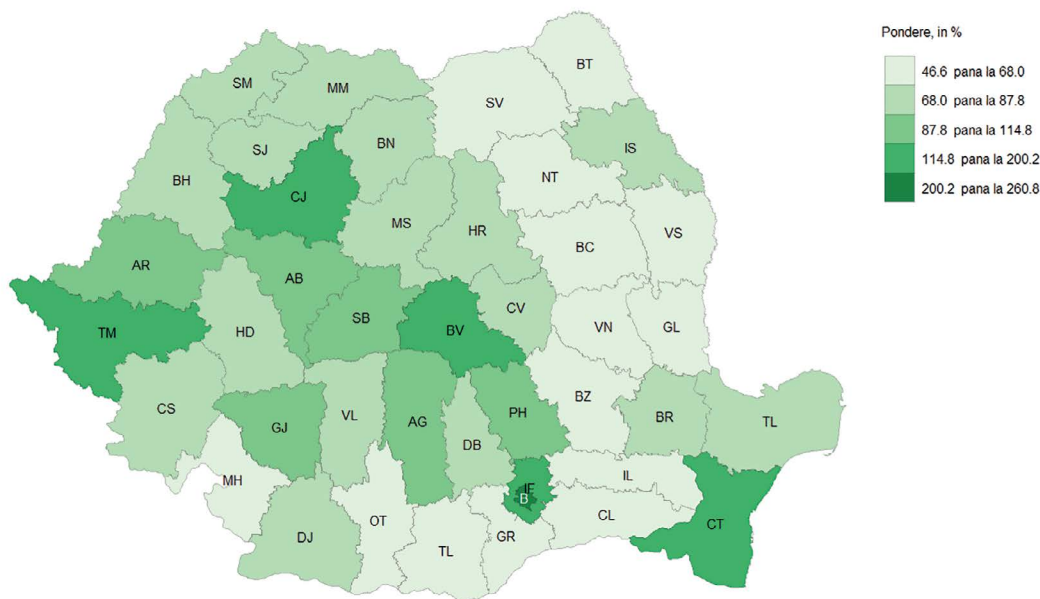 Pondere, in %
46.6 pana la 68.0
68.0 pana la 87.8
87.8 pana la 114.8
114.8 pana la 200.2
200.2 pana la 260.8
BT
SM
MM
SV
SJ
BN
IS
BH
CJ
NT
MS
HR
BC
VS
AR
AB
TM
HD
SB
BV
CV
VN
GL
CS
GJ
VL
AG
DB
PH
BZ
BR
TL
MH
IF
B
IL
OT
DJ
TL
GR
CL
CT